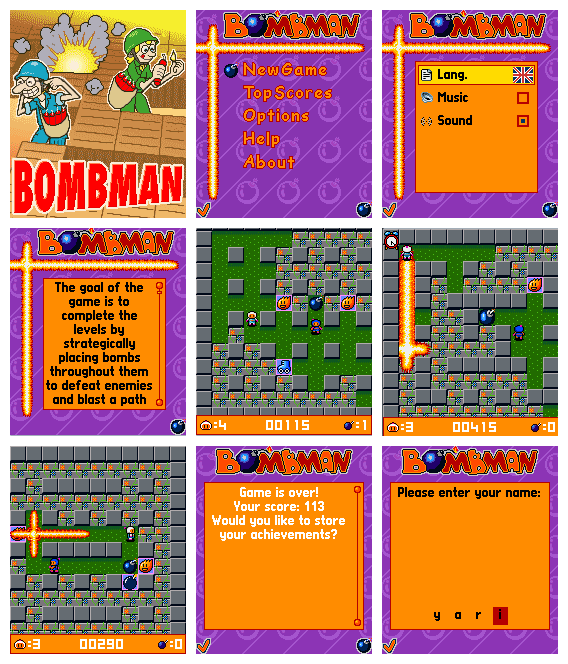 BOMBMAN
BOMBMAN
NewGame
TopScores
Options
Help
About
BOMBMAN
Lang.
Music
Sound
BOMBMAN
The goal of the
game is to
complete the
levels by
strategically
placing bombs
throughout them
to defeat enemies
and blast a path
:4 00115 :1
:3 00415 :0
:3 00290 :0
BOMBMAN
Game is over!
Your score: 113
Would you like to store
your achievements?
BOMBMAN
Please enter your name:
y a r i